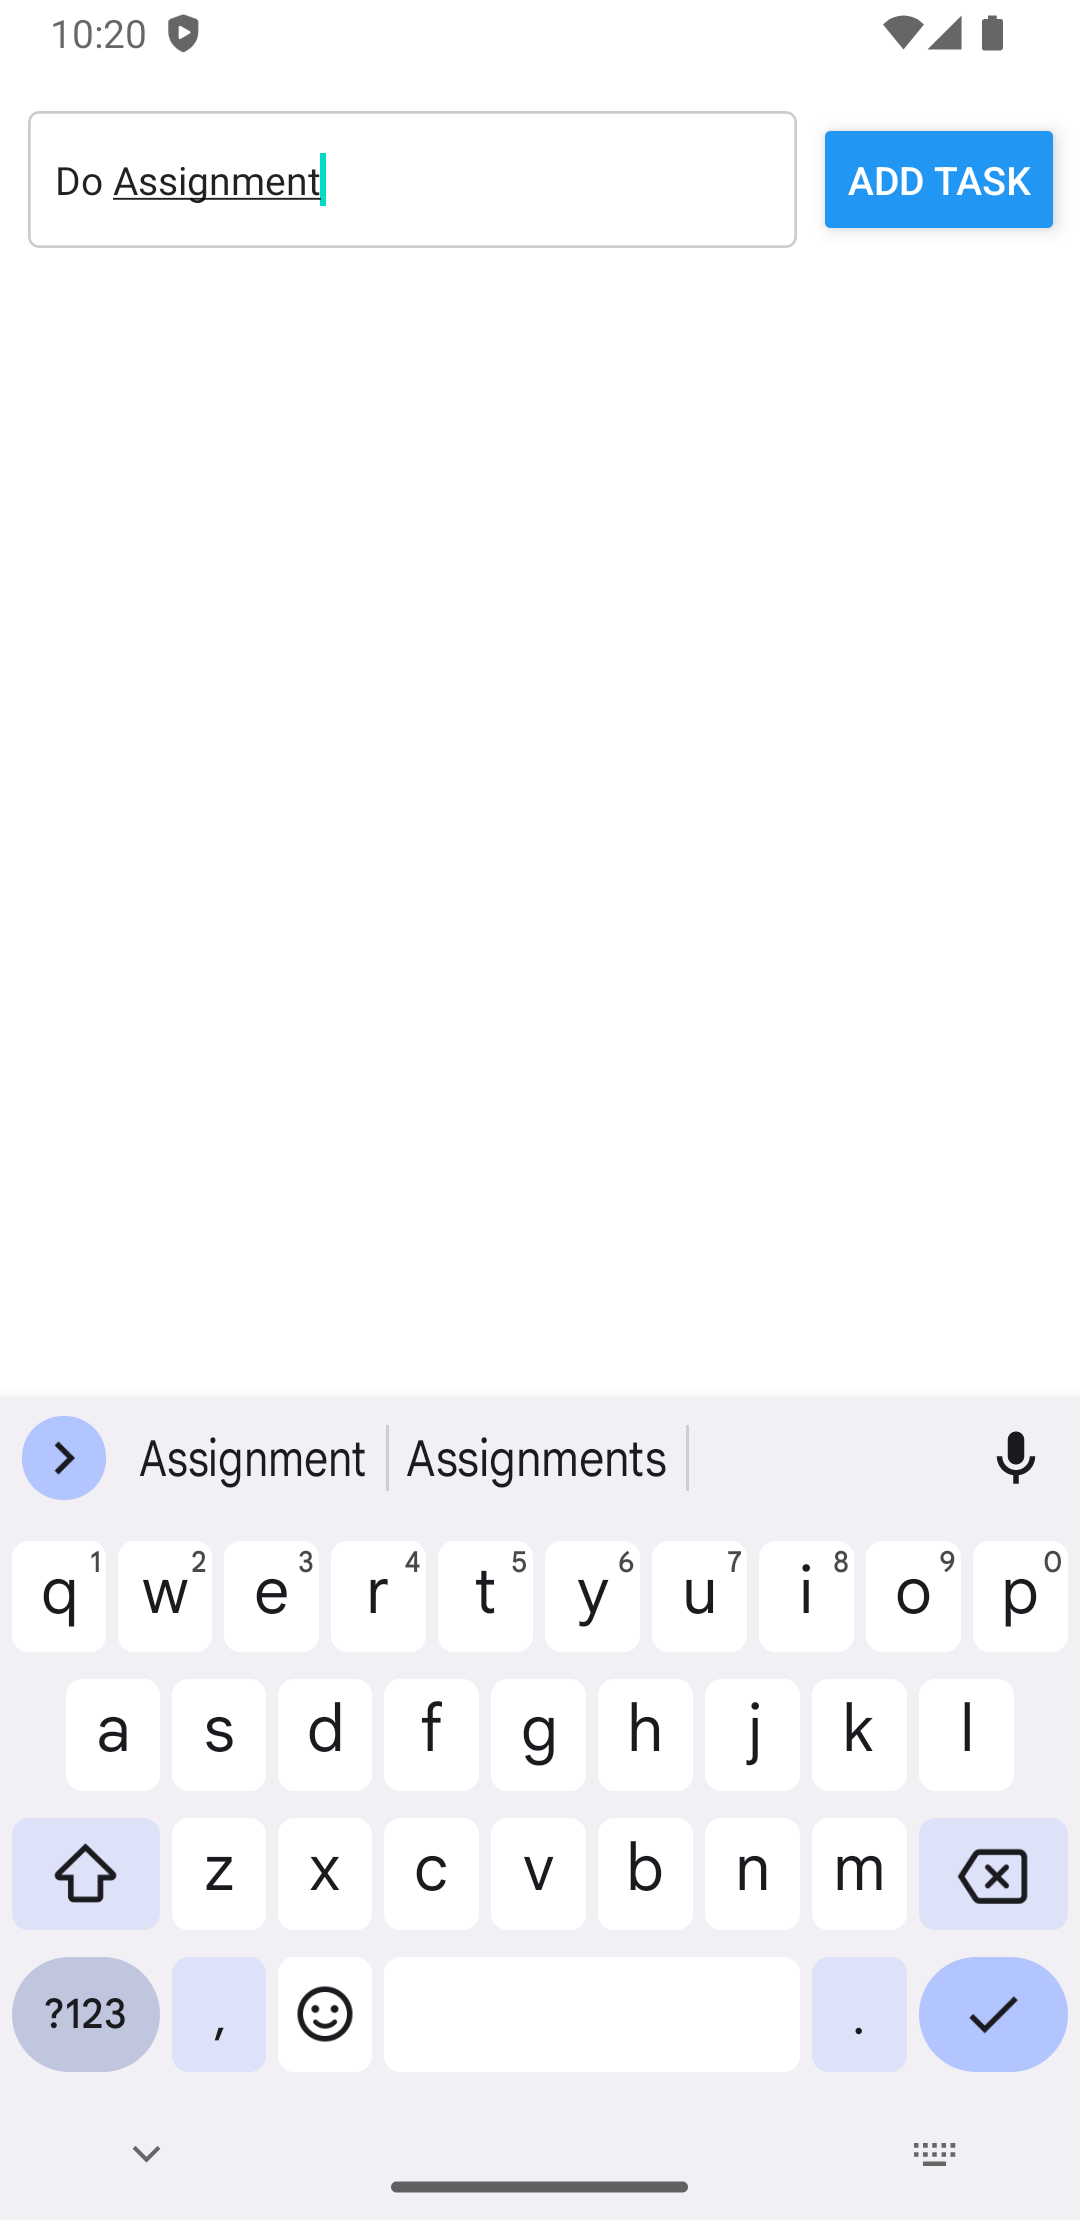 10:20
Do Assignment
ADD TASK
Assignment
Assignments
q 1 w 2 e 3 r 4 t 5 y 6 u 7 i 8 o 9 p 0
a s d f g h j k l
z x c v b n m
?123 , .